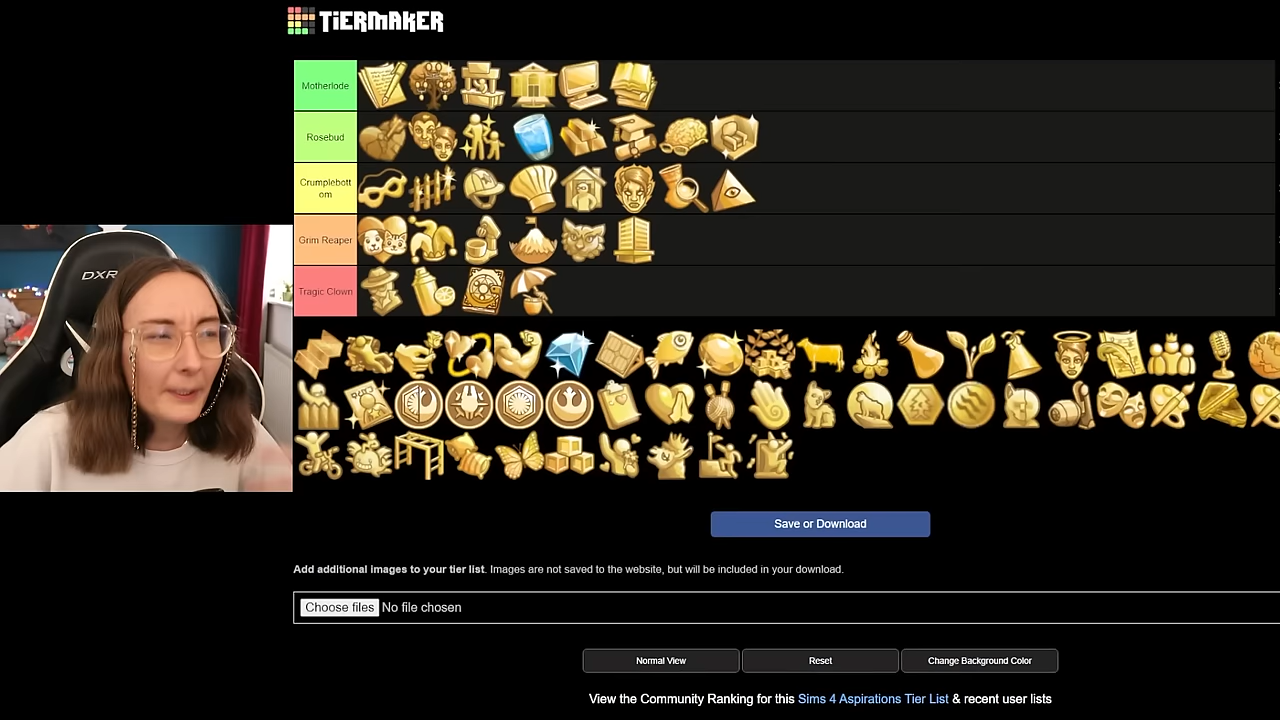 TiERMAKER
Motherlode
Rosebud
Crumplebott
om
Grim Reaper
Tragic Clown
DXR
Save or Download
Add additional images to your tier list. Images are not saved to the website, but will be included in your download.
Choose files No file chosen
Normal View Reset Change Background Color
View the Community Ranking for this Sims 4 Aspirations Tier List & recent user lists